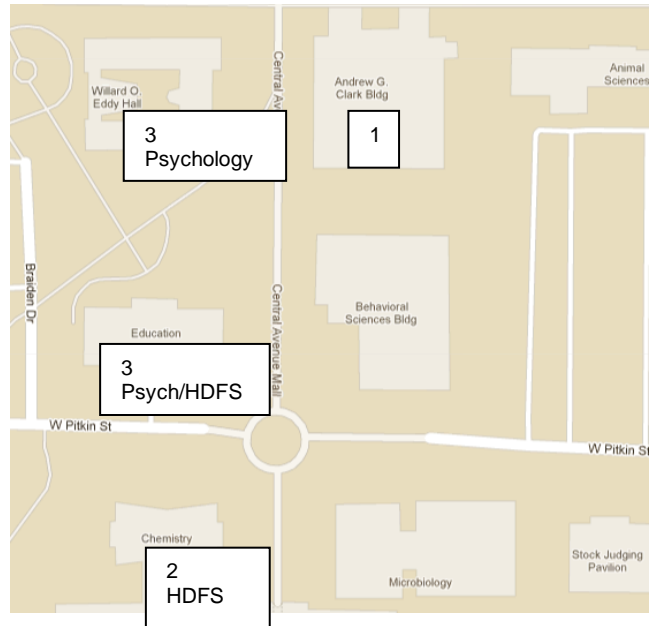 Central Av
Andrew G.
Clark Bldg
Animal
Sciences
Willard O.
Eddy Hall
3
Psychology
1
Braiden Dr
Central Avenue Mall
Behavioral
Sciences Bldg
Education
3
Psych/HDFS
W Pitkin St
W Pitkin St
Chemistry
2
HDFS
Microbiology
Stock Judging
Pavilion